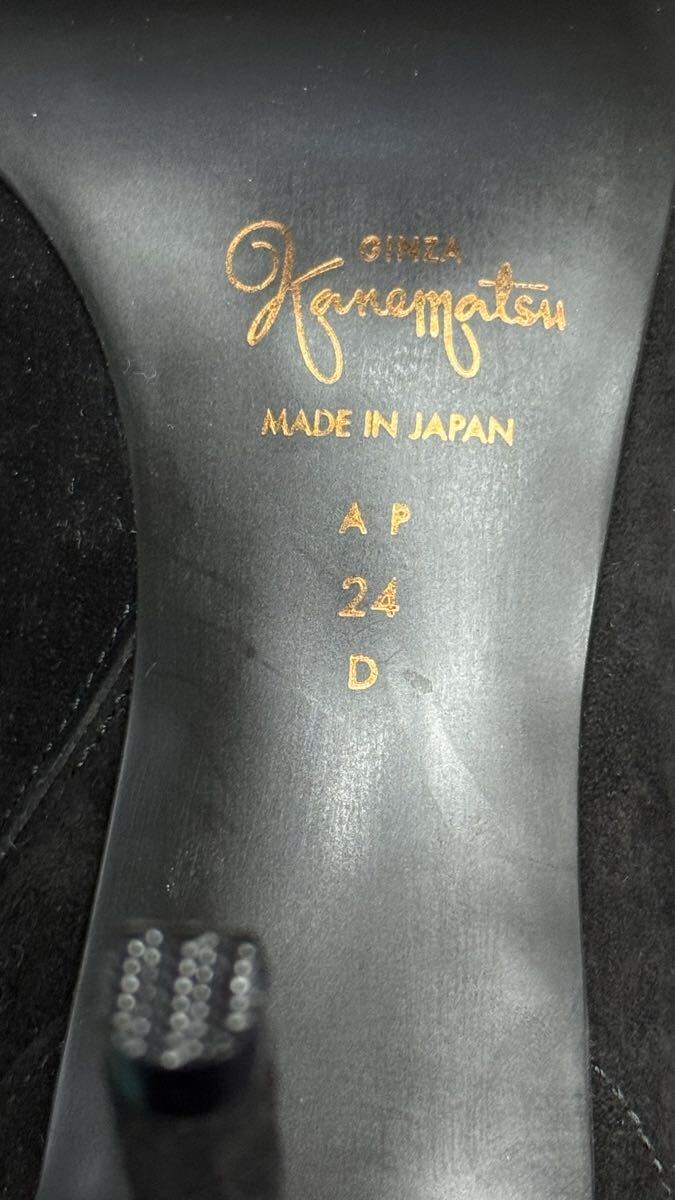 GINZA
Kanematsu
MADE IN JAPAN
A P
24
D